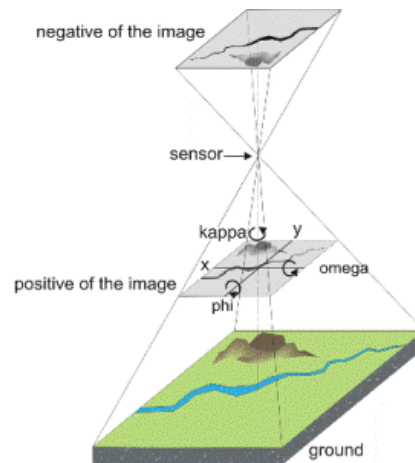 negative of the image
sensor
kappa
y
x
omega
positive of the image
phi
ground